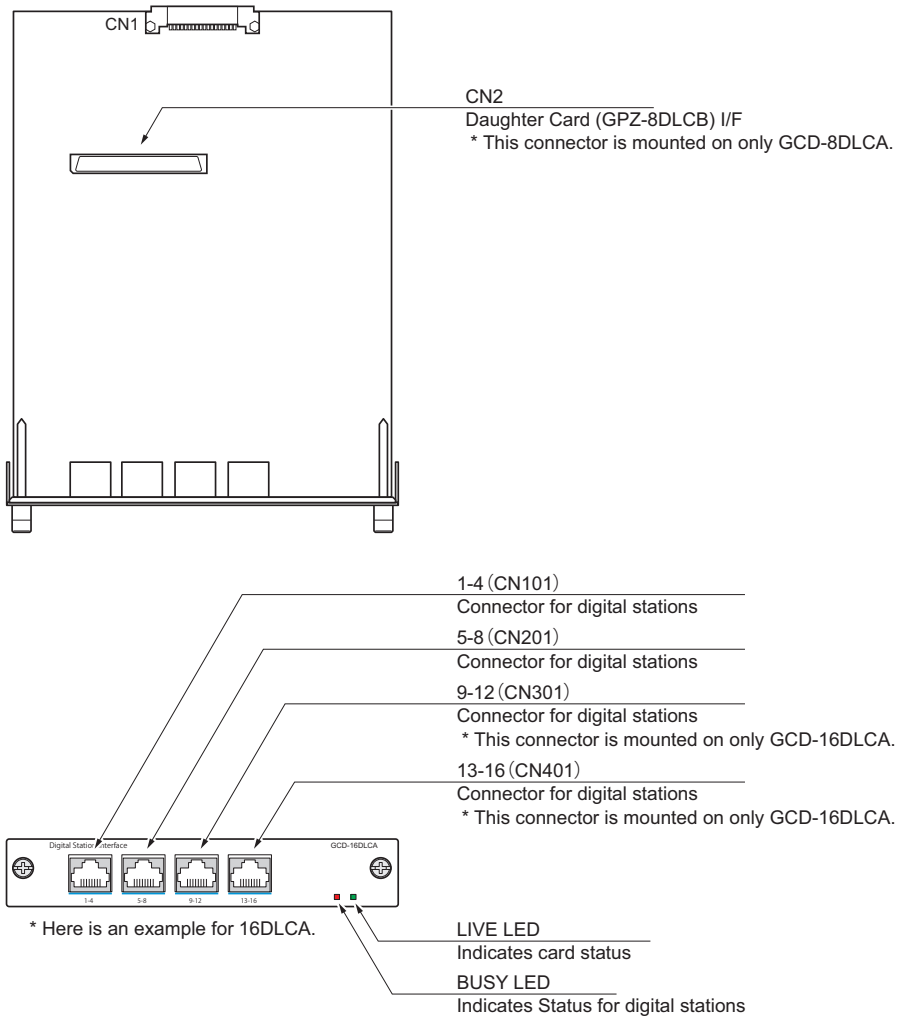 CN1
CN2
Daughter Card (GPZ-8DLCB) I/F
* This connector is mounted on only GCD-8DLCA.
1-4（CN101）
Connector for digital stations
5-8（CN201）
Connector for digital stations
9-12（CN301）
Connector for digital stations
* This connector is mounted on only GCD-16DLCA.
13-16（CN401）
Connector for digital stations
* This connector is mounted on only GCD-16DLCA.
Digital Station Interface
GCD-16DLCA
1-4
5-8
9-12
13-16
* Here is an example for 16DLCA.
LIVE LED
Indicates card status
BUSY LED
Indicates Status for digital stations